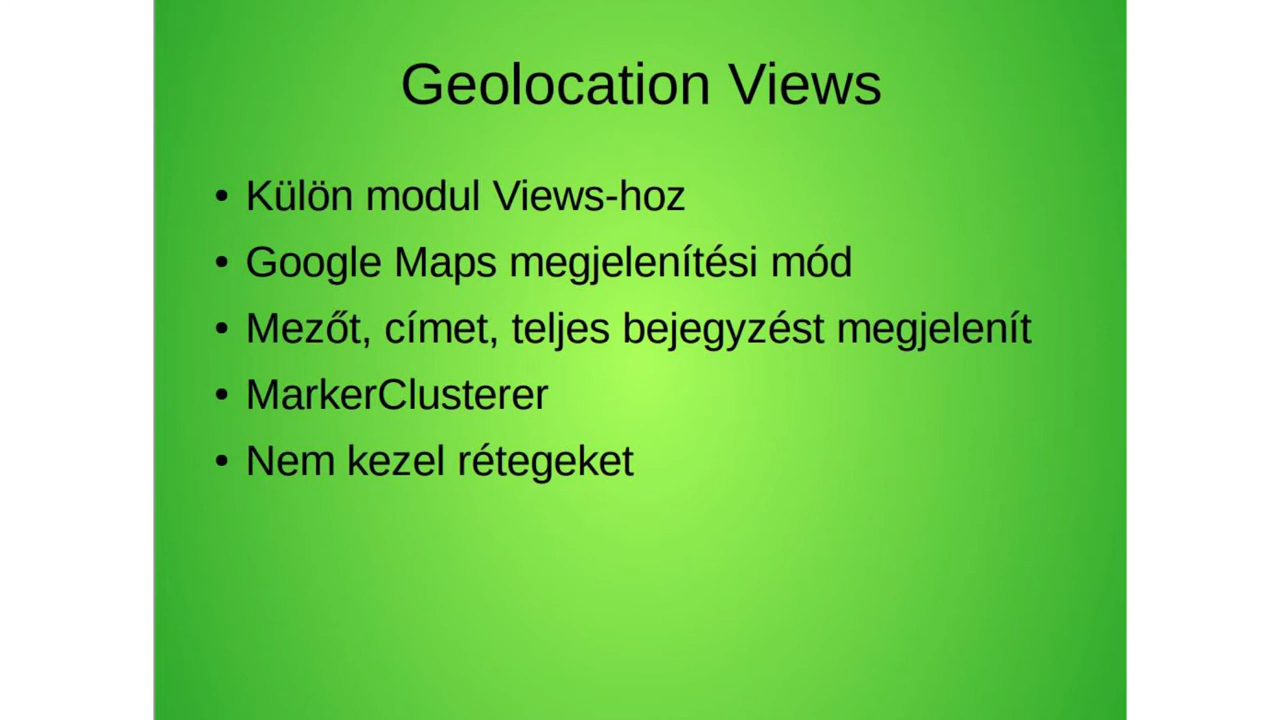 Geolocation Views
• Külön modul Views-hoz
• Google Maps megjelenítési mód
• Mezőt, címet, teljes bejegyzést megjelenít
• MarkerClusterer
• Nem kezel rétegeket